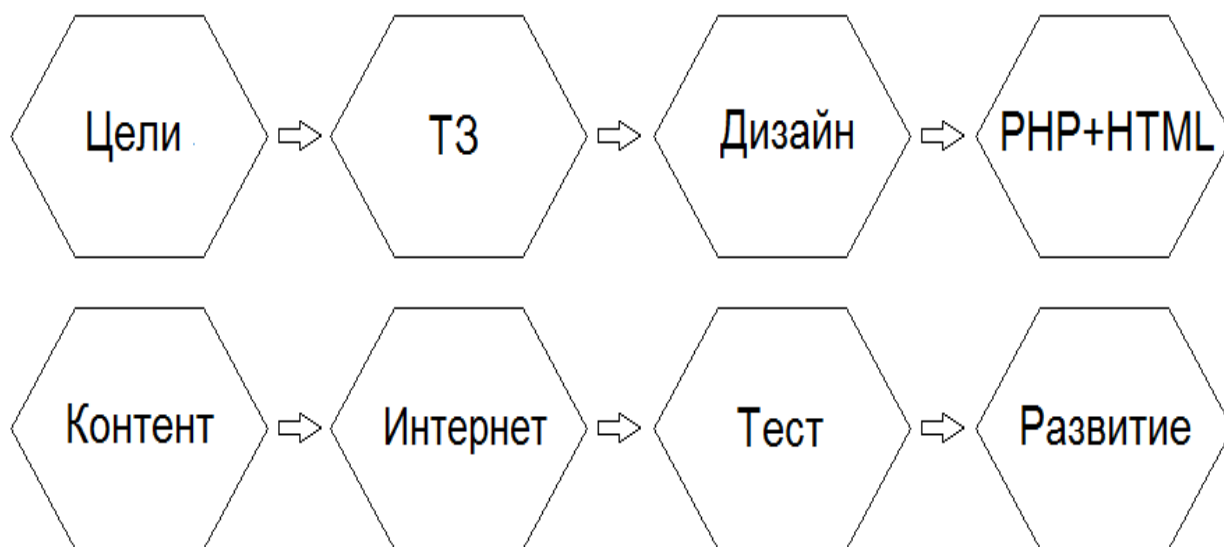 Цели
ТЗ
Дизайн
PHP+HTML
Контент
Интернет
Тест
Развитие